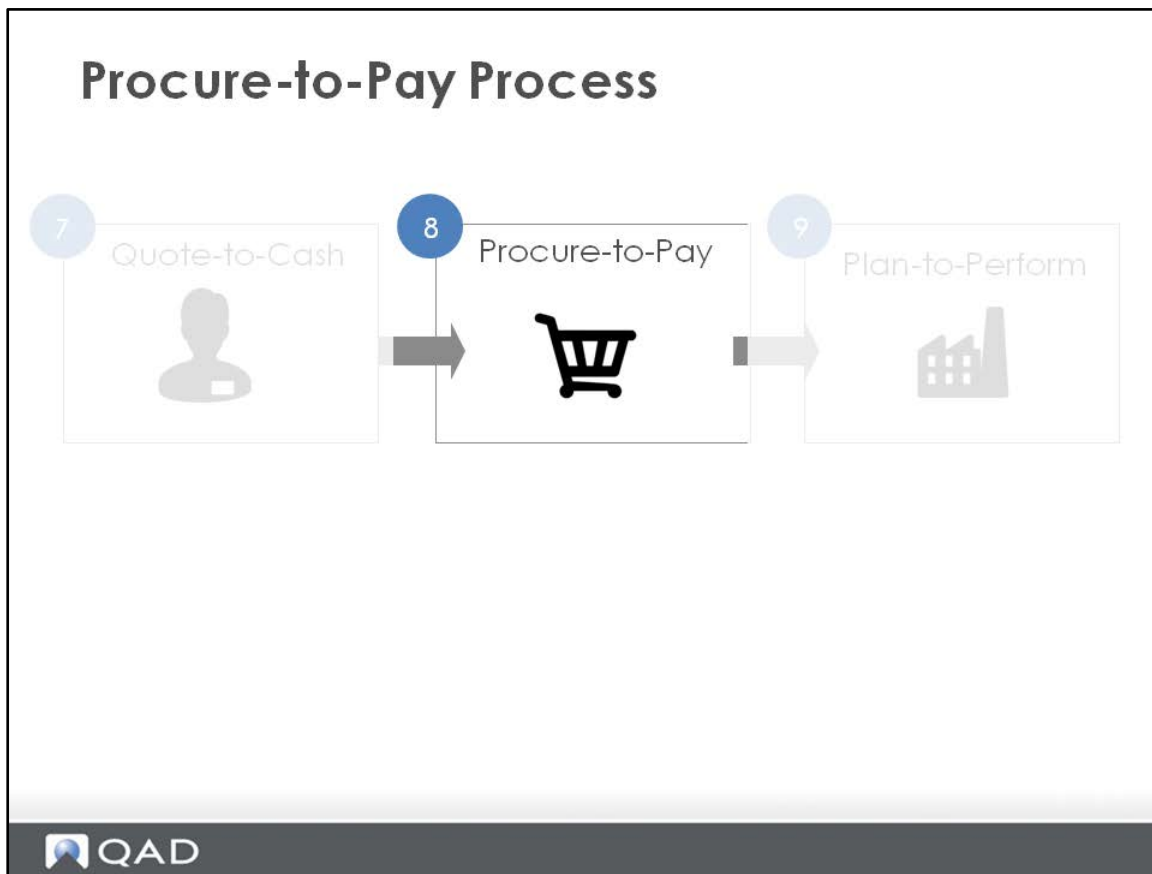 Procure-to-Pay Process
7
Quote-to-Cash
8
Procure-to-Pay
9
Plan-to-Perform
QAD